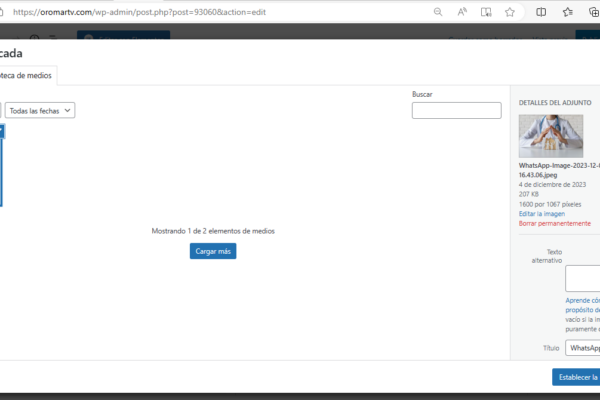 https://oromartv.com/wp-admin/post.php?post=93060&action=edit
cada
oteca de medios
Todas las fechas
Buscar
Mostrando 1 de 2 elementos de medios
Cargar más
DETALLES DEL ADJUNTO
WhatsApp-Image-2023-12-0
16.43.06.jpeg
4 de diciembre de 2023
207 KB
1600 por 1067 píxeles
Editar la imagen
Borrar permanentemente
Texto
alternativo
Aprende có
propósito de
vacío si la im
puramente d
Título
WhatsAp
Establecer la